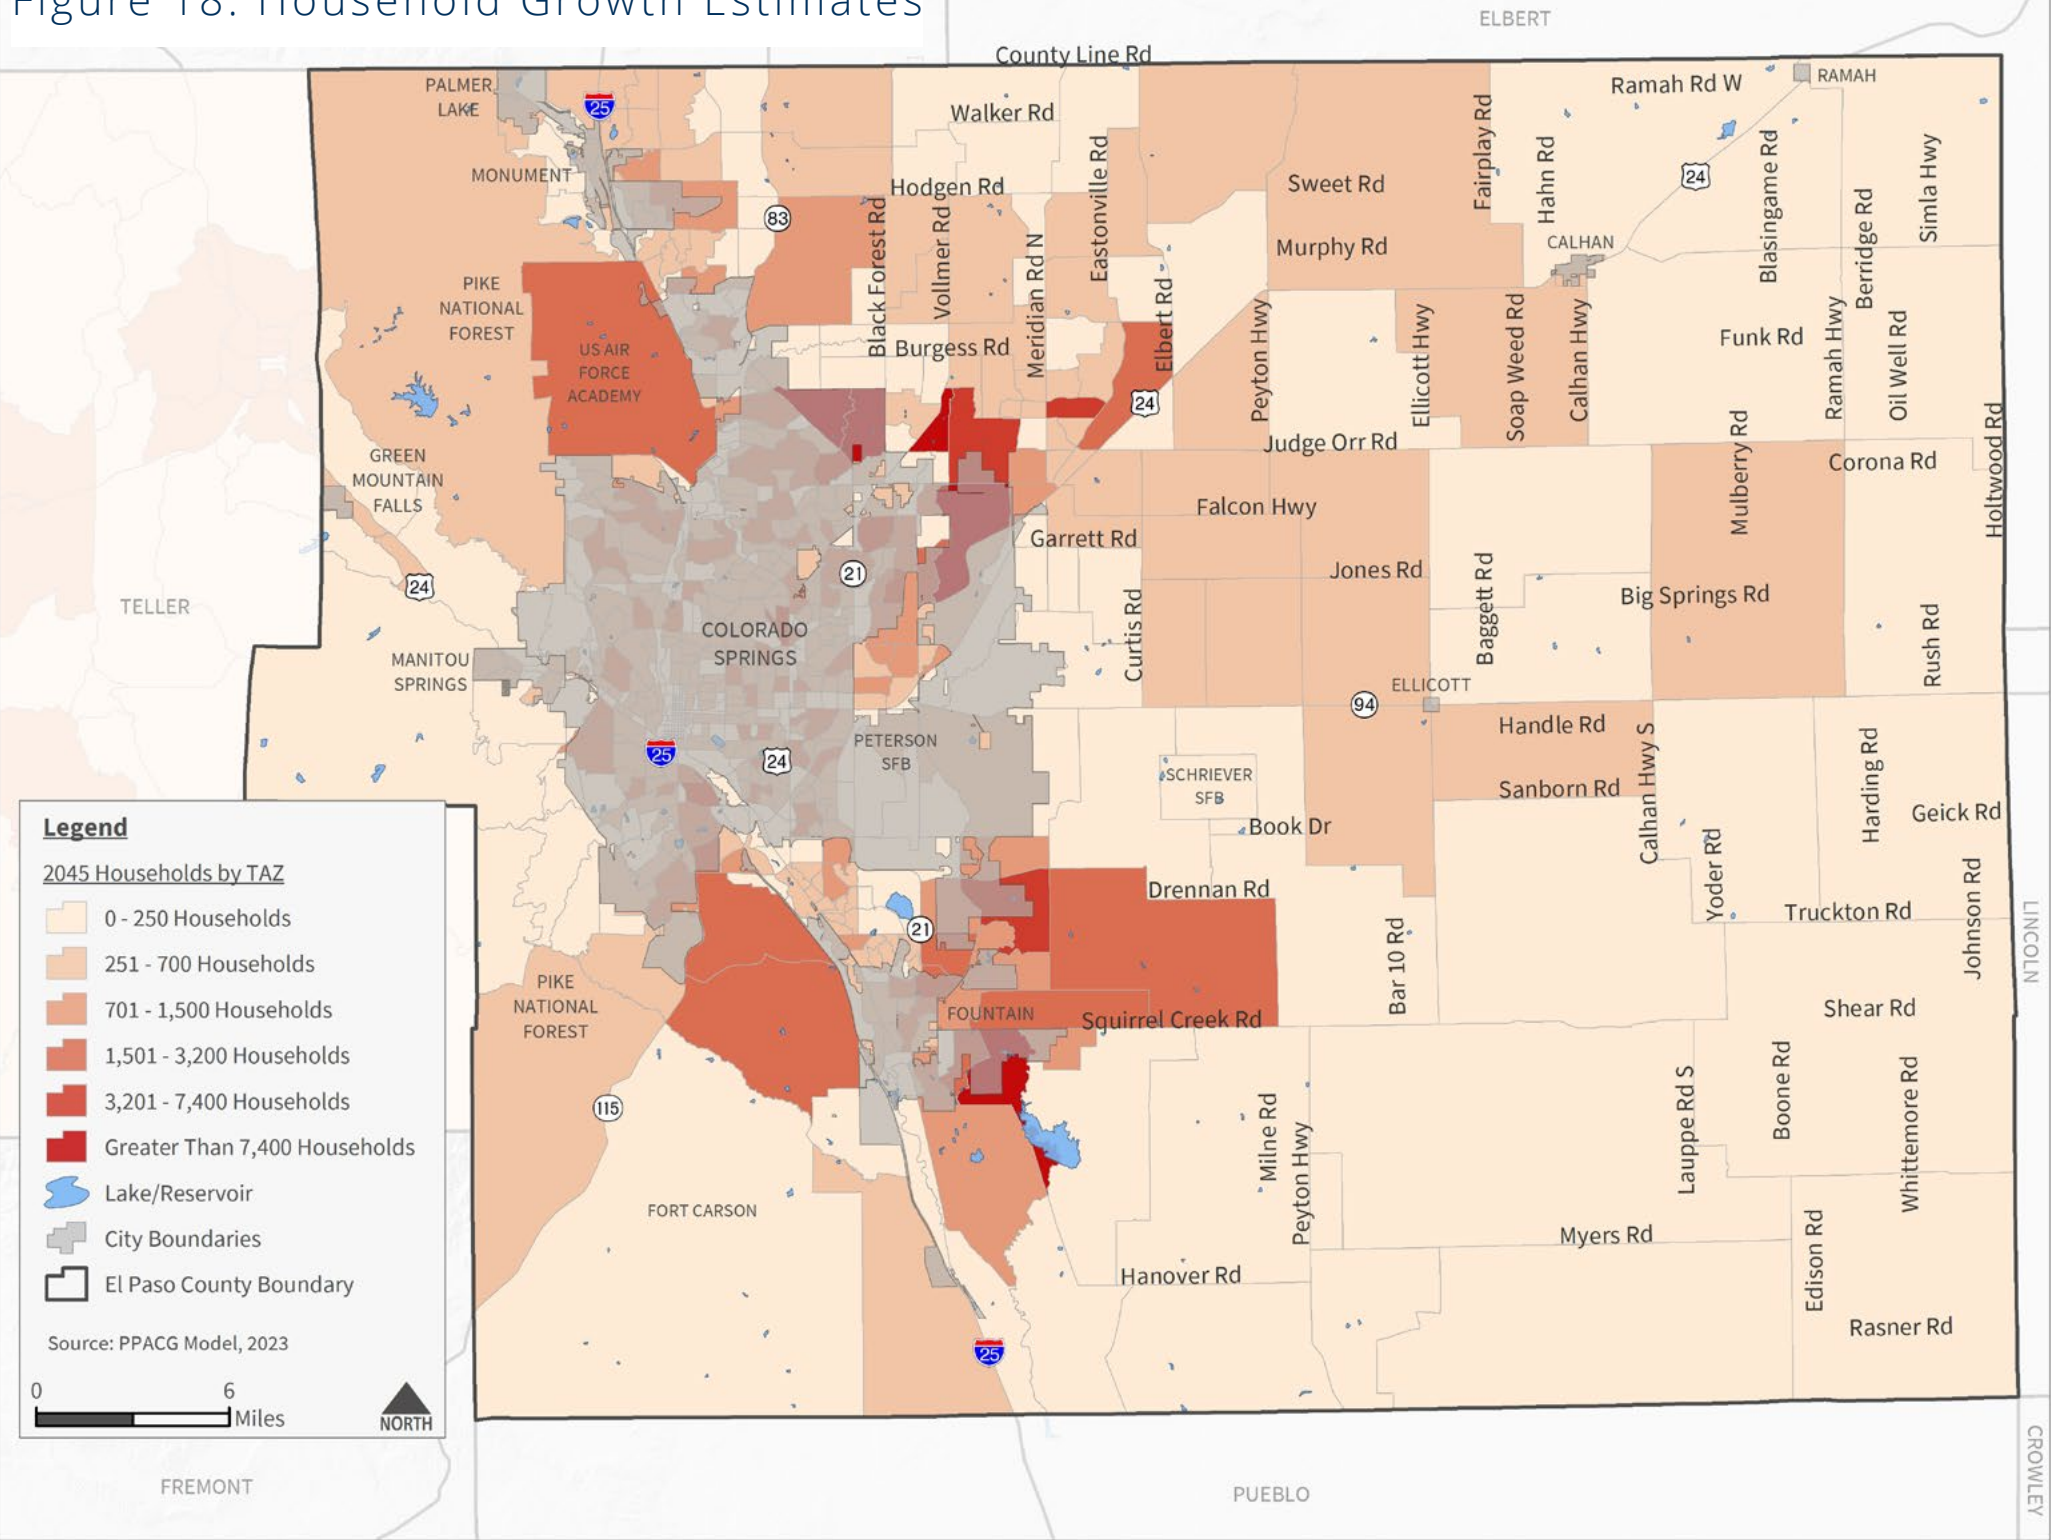 Figure 18. Household Growth Estimates
ELBERT
County Line Rd
PALMER
LAKE
25
Walker Rd
Ramah Rd W
RAMAH
Fairplay Rd
Hahn Rd
24
Blasingame Rd
Simla Hwy
MONUMENT
Hodgen Rd
Eastonville Rd
Sweet Rd
83
Black Forest Rd
Vollmer Rd
Meridian Rd N
Murphy Rd
CALHAN
Berridge Rd
PIKE
NATIONAL
FOREST
US AIR
FORCE
ACADEMY
Burgess Rd
Elbert Rd
24
Peyton Hwy
Ellicott Hwy
Soap Weed Rd
Calhan Hwy
Funk Rd
Ramah Hwy
Oil Well Rd
Judge Orr Rd
Mulberry Rd
Corona Rd
Holtwood Rd
GREEN
MOUNTAIN
FALLS
Falcon Hwy
Garrett Rd
24
21
Jones Rd
Baggett Rd
Big Springs Rd
TELLER
COLORADO
SPRINGS
Curtis Rd
Rush Rd
MANITOU
SPRINGS
ELLICOTT
94
Handle Rd
25
24
PETERSON
SFB
SCHRIEVER
SFB
Sanborn Rd
Calhan Hwy S
Harding Rd
Geick Rd
Book Dr
Yoder Rd
Drennan Rd
Truckton Rd
Johnson Rd
LINCOLN
21
Bar 10 Rd
PIKE
NATIONAL
FOREST
FOUNTAIN
Squirrel Creek Rd
Shear Rd
115
Milne Rd
Peyton Hwy
Lauppe Rd S
Boone Rd
Whittemore Rd
FORT CARSON
Myers Rd
Hanover Rd
Edison Rd
Rasner Rd
25
Legend
2045 Households by TAZ
0 - 250 Households
251 - 700 Households
701 - 1,500 Households
1,501 - 3,200 Households
3,201 - 7,400 Households
Greater Than 7,400 Households
Lake/Reservoir
City Boundaries
El Paso County Boundary
Source: PPACG Model, 2023
0 6
Miles
NORTH
FREMONT
PUEBLO
CROWLEY